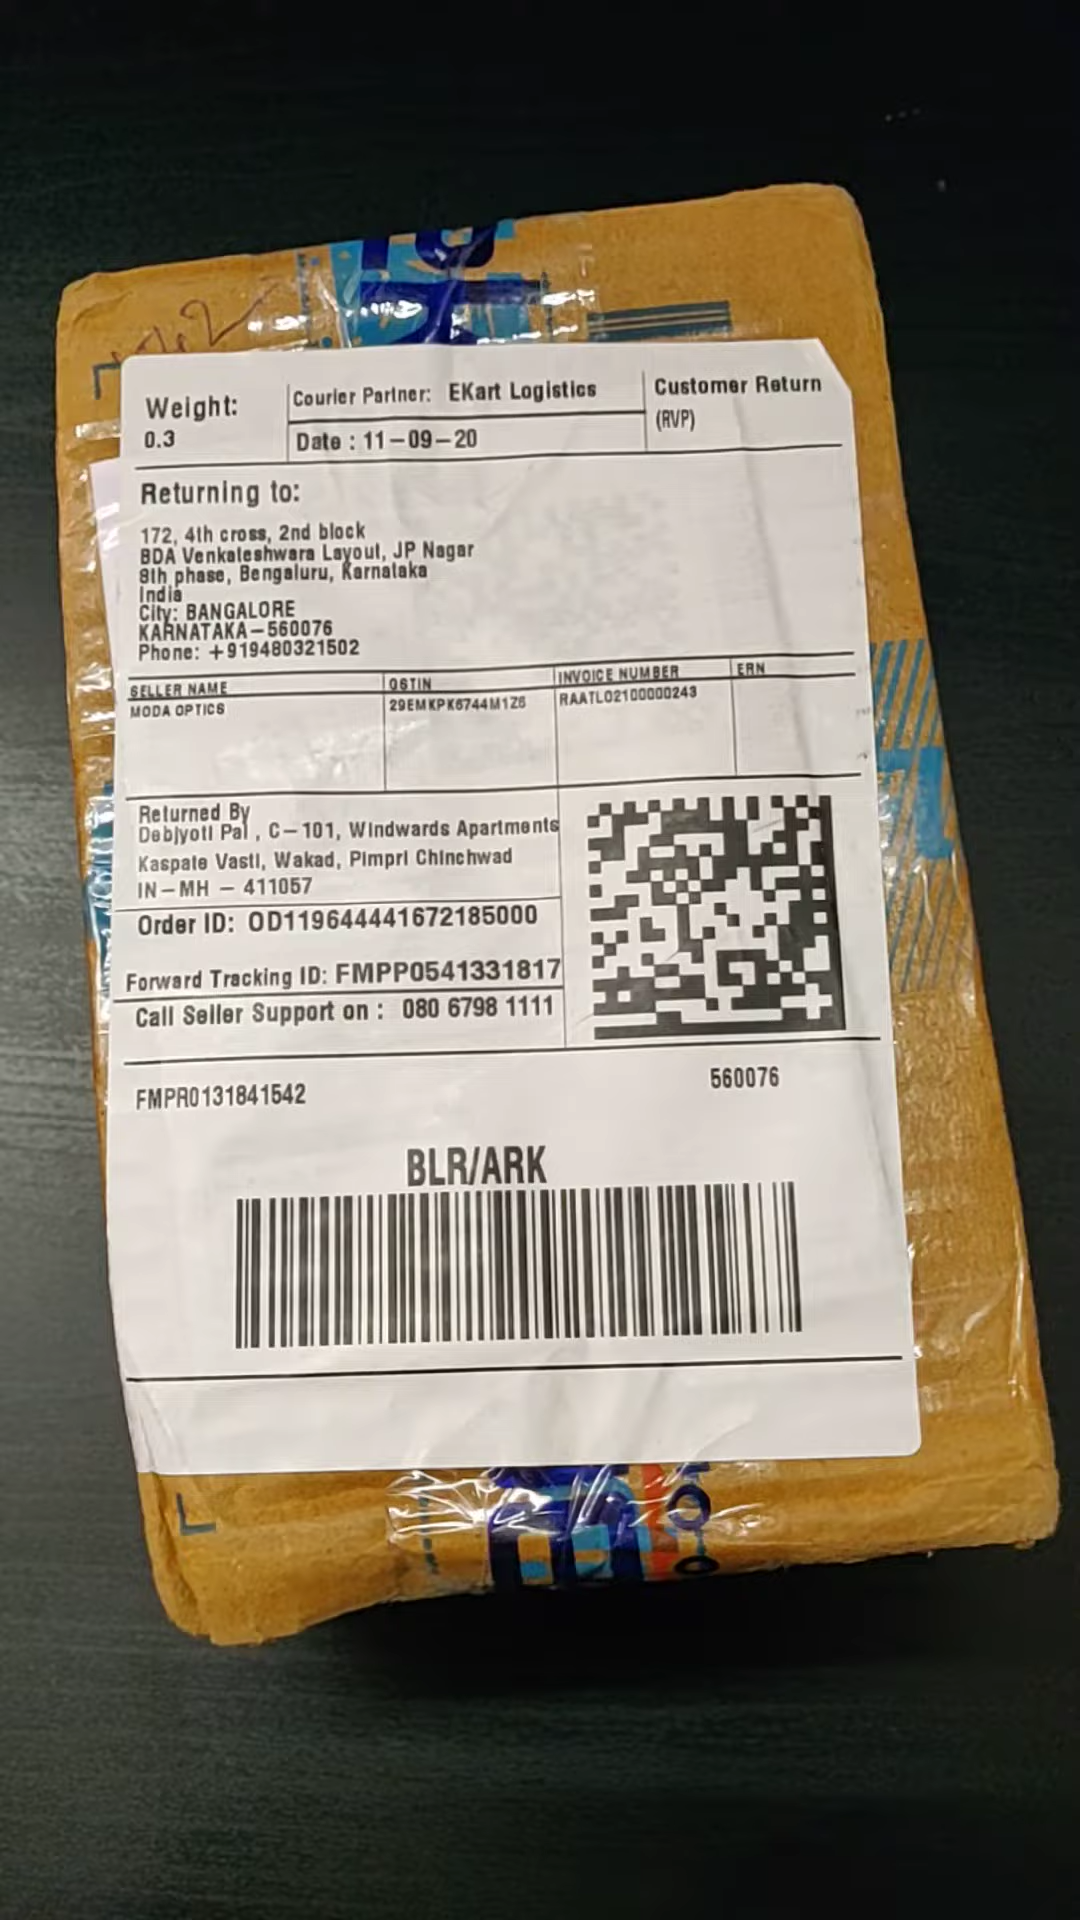 Weight:
0.3
Courier Partner: EKart Logistics
Date : 11-09-20
Customer Return
(RVP)
Returning to:
172, 4th cross, 2nd block
BDA Venkateshwara Layout, JP Nagar
8th phase, Bengaluru, Karnataka
India
City: BANGALORE
KARNATAKA-560076
Phone: +919480321502
SELLER NAME
GSTIN
INVOICE NUMBER
ERN
MODA OPTICS
29EMKPK6744M1Z6
RAATL02100000243
Returned By
Debjyoti Pal , C-101, Windwards Apartments
Kaspate Vasti, Wakad, Pimpri Chinchwad
IN-MH - 411057
Order ID: OD119644441672185000
Forward Tracking ID: FMPP0541331817
Call Seller Support on : 080 6798 1111
FMPR0131841542
560076
BLR/ARK